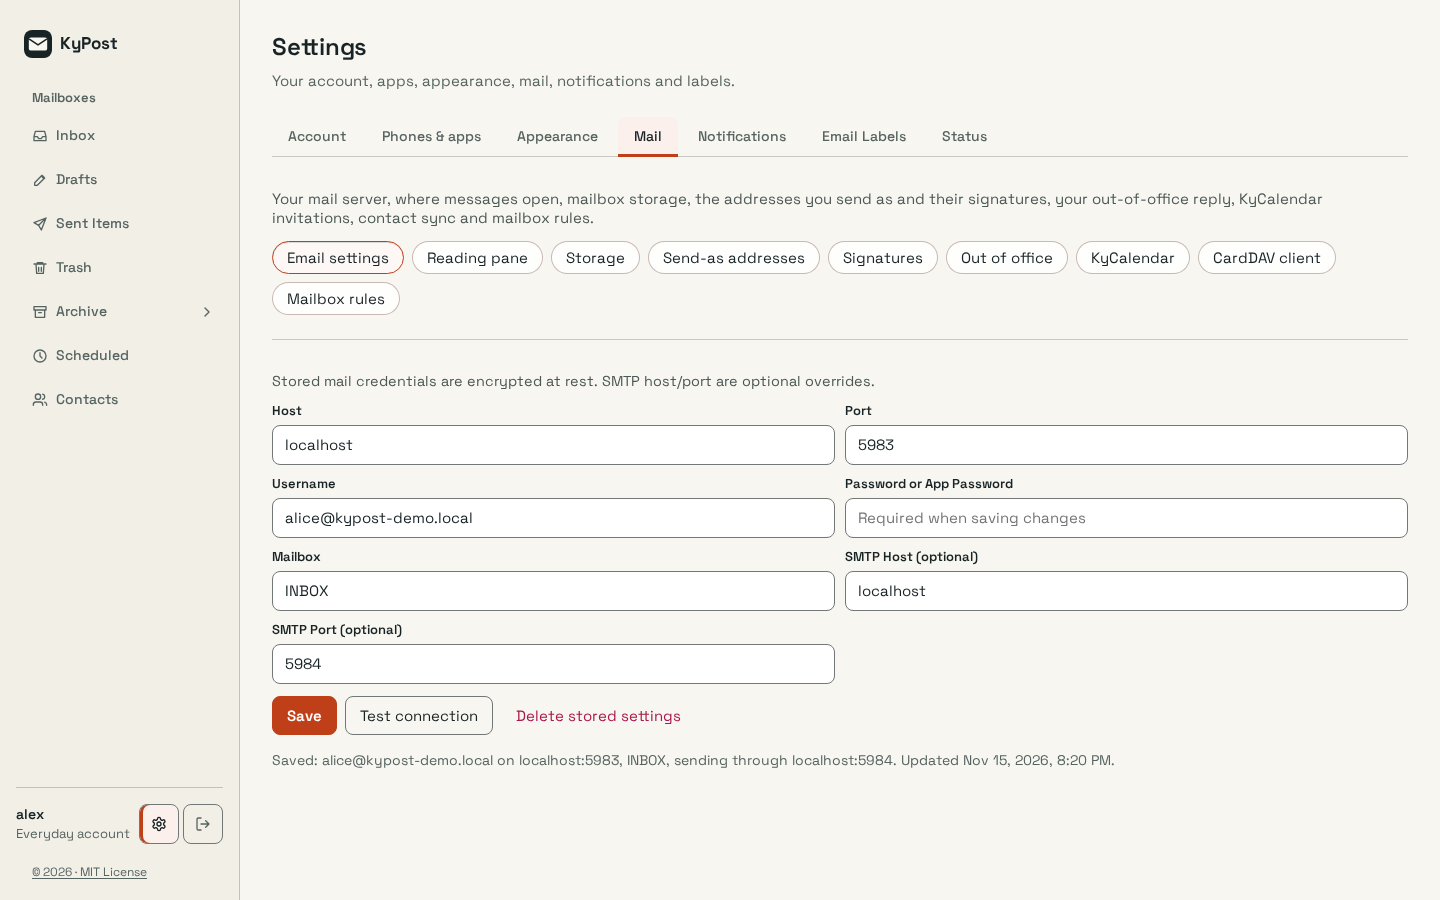 KyPost
Mailboxes
Inbox
Drafts
Sent Items
Trash
Archive
Scheduled
Contacts
alex
Everyday account
© 2026 · MIT License
Settings
Your account, apps, appearance, mail, notifications and labels.
Account Phones & apps Appearance Mail Notifications Email Labels Status
Your mail server, where messages open, mailbox storage, the addresses you send as and their signatures, your out-of-office reply, KyCalendar
invitations, contact sync and mailbox rules.
Email settings Reading pane Storage Send-as addresses Signatures Out of office KyCalendar CardDAV client
Mailbox rules
Stored mail credentials are encrypted at rest. SMTP host/port are optional overrides.
Host Port
localhost 5983
Username Password or App Password
alice@kypost-demo.local Required when saving changes
Mailbox SMTP Host (optional)
INBOX localhost
SMTP Port (optional)
5984
Save Test connection Delete stored settings
Saved: alice@kypost-demo.local on localhost:5983, INBOX, sending through localhost:5984. Updated Nov 15, 2026, 8:20 PM.